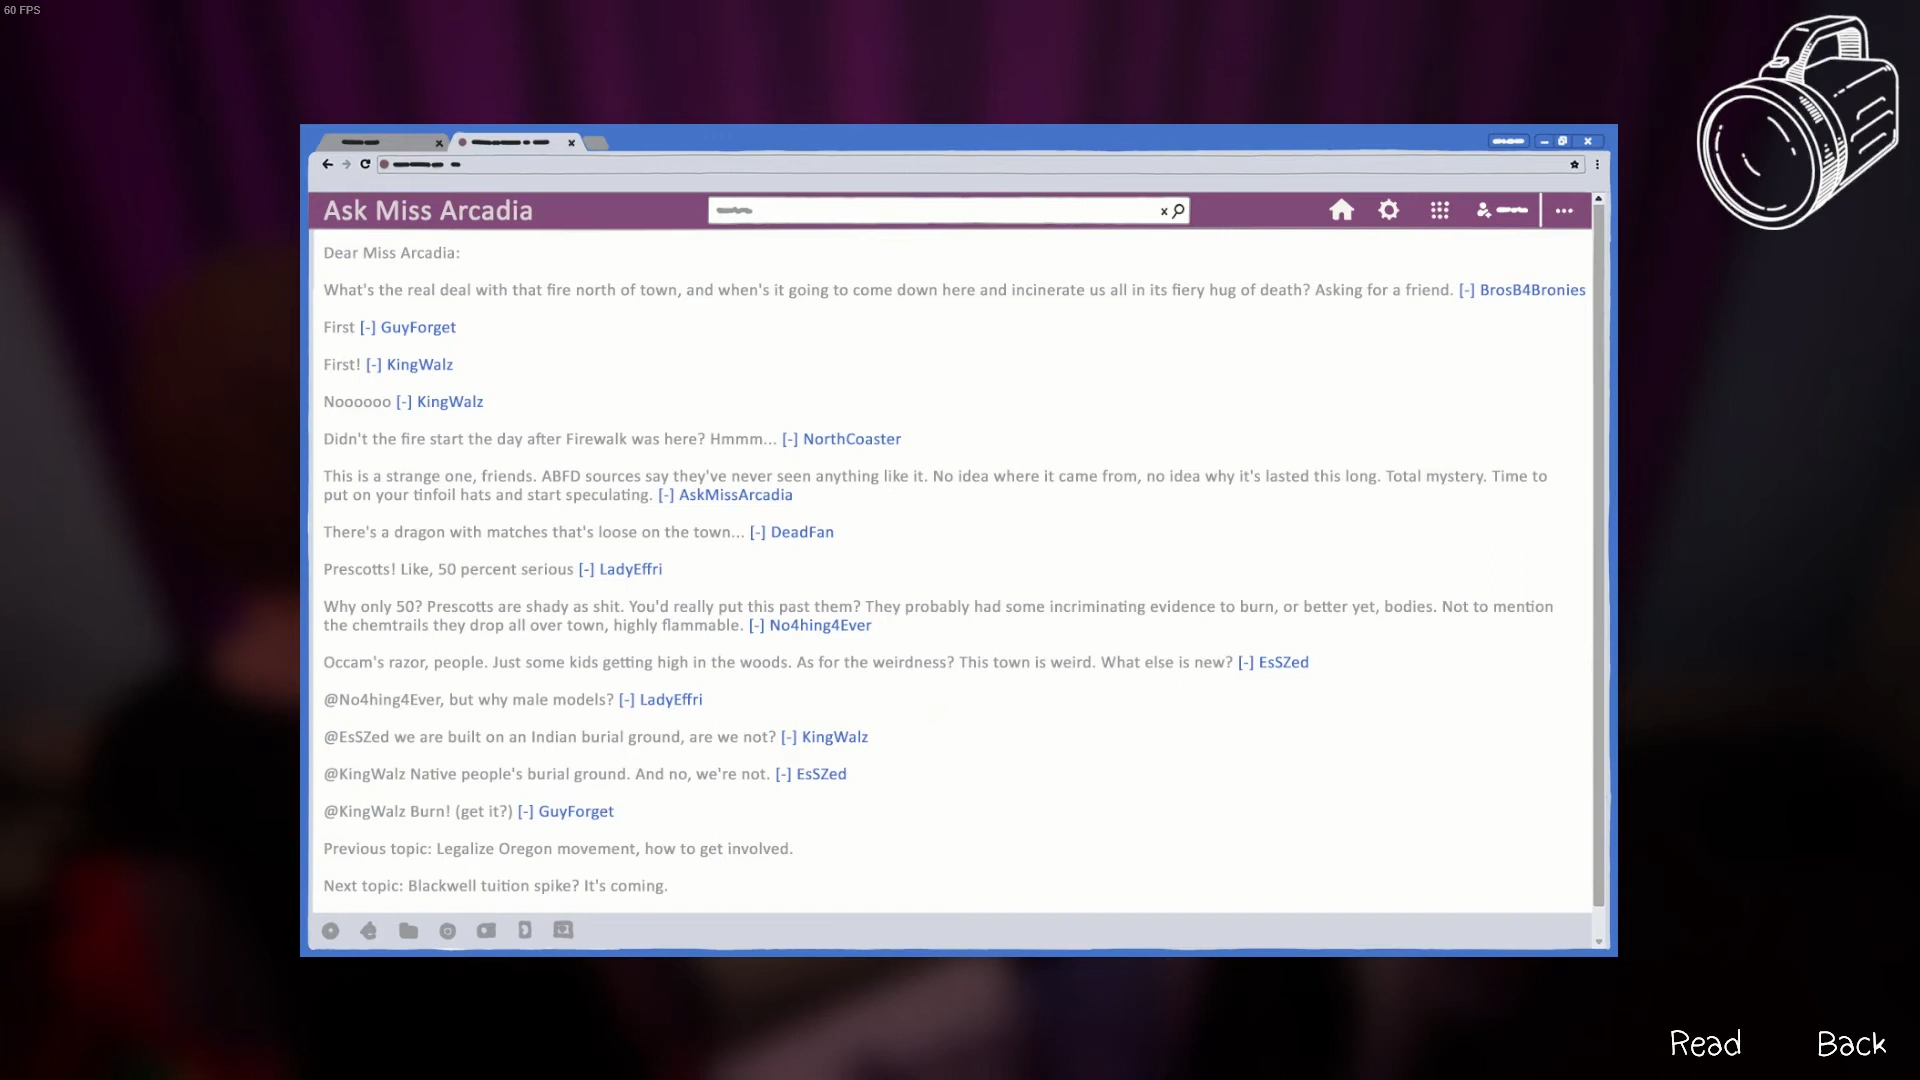 60 FPS
Ask Miss Arcadia
Dear Miss Arcadia:
What's the real deal with that fire north of town, and when's it going to come down here and incinerate us all in its fiery hug of death? Asking for a friend. [-] BrosB4Bronies
First [-] GuyForget
First! [-] KingWalz
Noooooo [-] KingWalz
Didn't the fire start the day after Firewalk was here? Hmmm... [-] NorthCoaster
This is a strange one, friends. ABFD sources say they've never seen anything like it. No idea where it came from, no idea why it's lasted this long. Total mystery. Time to
put on your tinfoil hats and start speculating. [-] AskMissArcadia
There's a dragon with matches that's loose on the town... [-] DeadFan
Prescotts! Like, 50 percent serious [-] LadyEffri
Why only 50? Prescotts are shady as shit. You'd really put this past them? They probably had some incriminating evidence to burn, or better yet, bodies. Not to mention
the chemtrails they drop all over town, highly flammable. [-] No4hing4Ever
Occam's razor, people. Just some kids getting high in the woods. As for the weirdness? This town is weird. What else is new? [-] EsSZed
@No4hing4Ever, but why male models? [-] LadyEffri
@EsSZed we are built on an Indian burial ground, are we not? [-] KingWalz
@KingWalz Native people's burial ground. And no, we're not. [-] EsSZed
@KingWalz Burn! (get it?) [-] GuyForget
Previous topic: Legalize Oregon movement, how to get involved.
Next topic: Blackwell tuition spike? It's coming.
Read Back